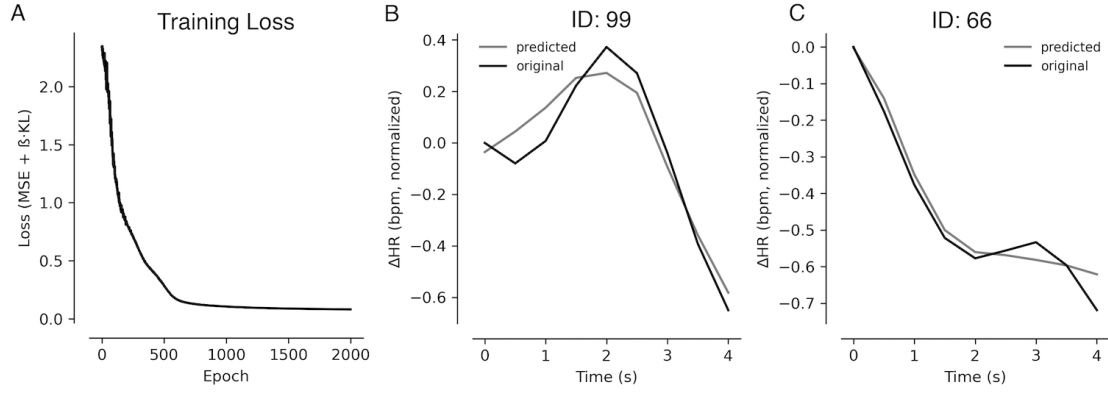 A
Training Loss
Loss (MSE + ß·KL)
2.0
1.5
1.0
0.5
0.0
0 500 1000 1500 2000
Epoch
B
ID: 99
predicted
original
ΔHR (bpm, normalized)
0.4
0.2
0.0
−0.2
−0.4
−0.6
0 1 2 3 4
Time (s)
C
ID: 66
predicted
original
ΔHR (bpm, normalized)
0.0
−0.1
−0.2
−0.3
−0.4
−0.5
−0.6
−0.7
0 1 2 3 4
Time (s)